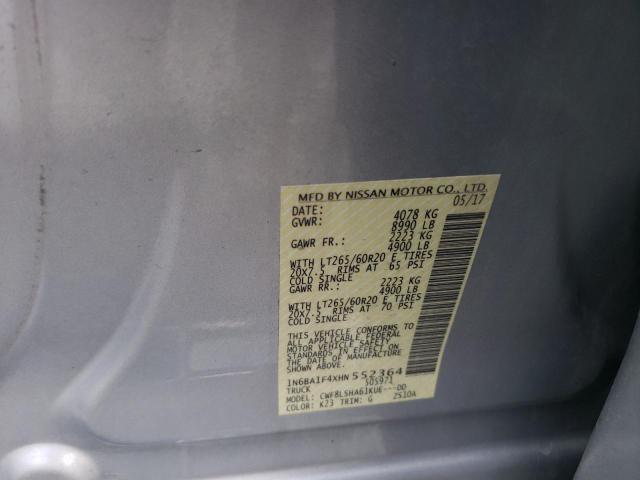 MFD BY NISSAN MOTOR CO., LTD.
DATE: 05/17
GVWR: 4078 KG
8990 LB
GAWR FR.: 2223 KG
4900 LB
WITH LT265/60R20 E TIRES
20X7.5 RIMS AT 65 PSI
COLD SINGLE
GAWR RR.: 2223 KG
4900 LB
WITH LT265/60R20 E TIRES
20X7.5 RIMS AT 70 PSI
COLD SINGLE
THIS VEHICLE CONFORMS TO
ALL APPLICABLE FEDERAL
MOTOR VEHICLE SAFETY
STANDARDS IN EFFECT ON
THE DATE OF MANUFACTURE
SHOWN ABOVE.
1N6BA1F4XHN552364
TRUCK 505971
MODEL: CWF8LSHA61KUE---DD
COLOR: K23 TRIM: G 2S10A